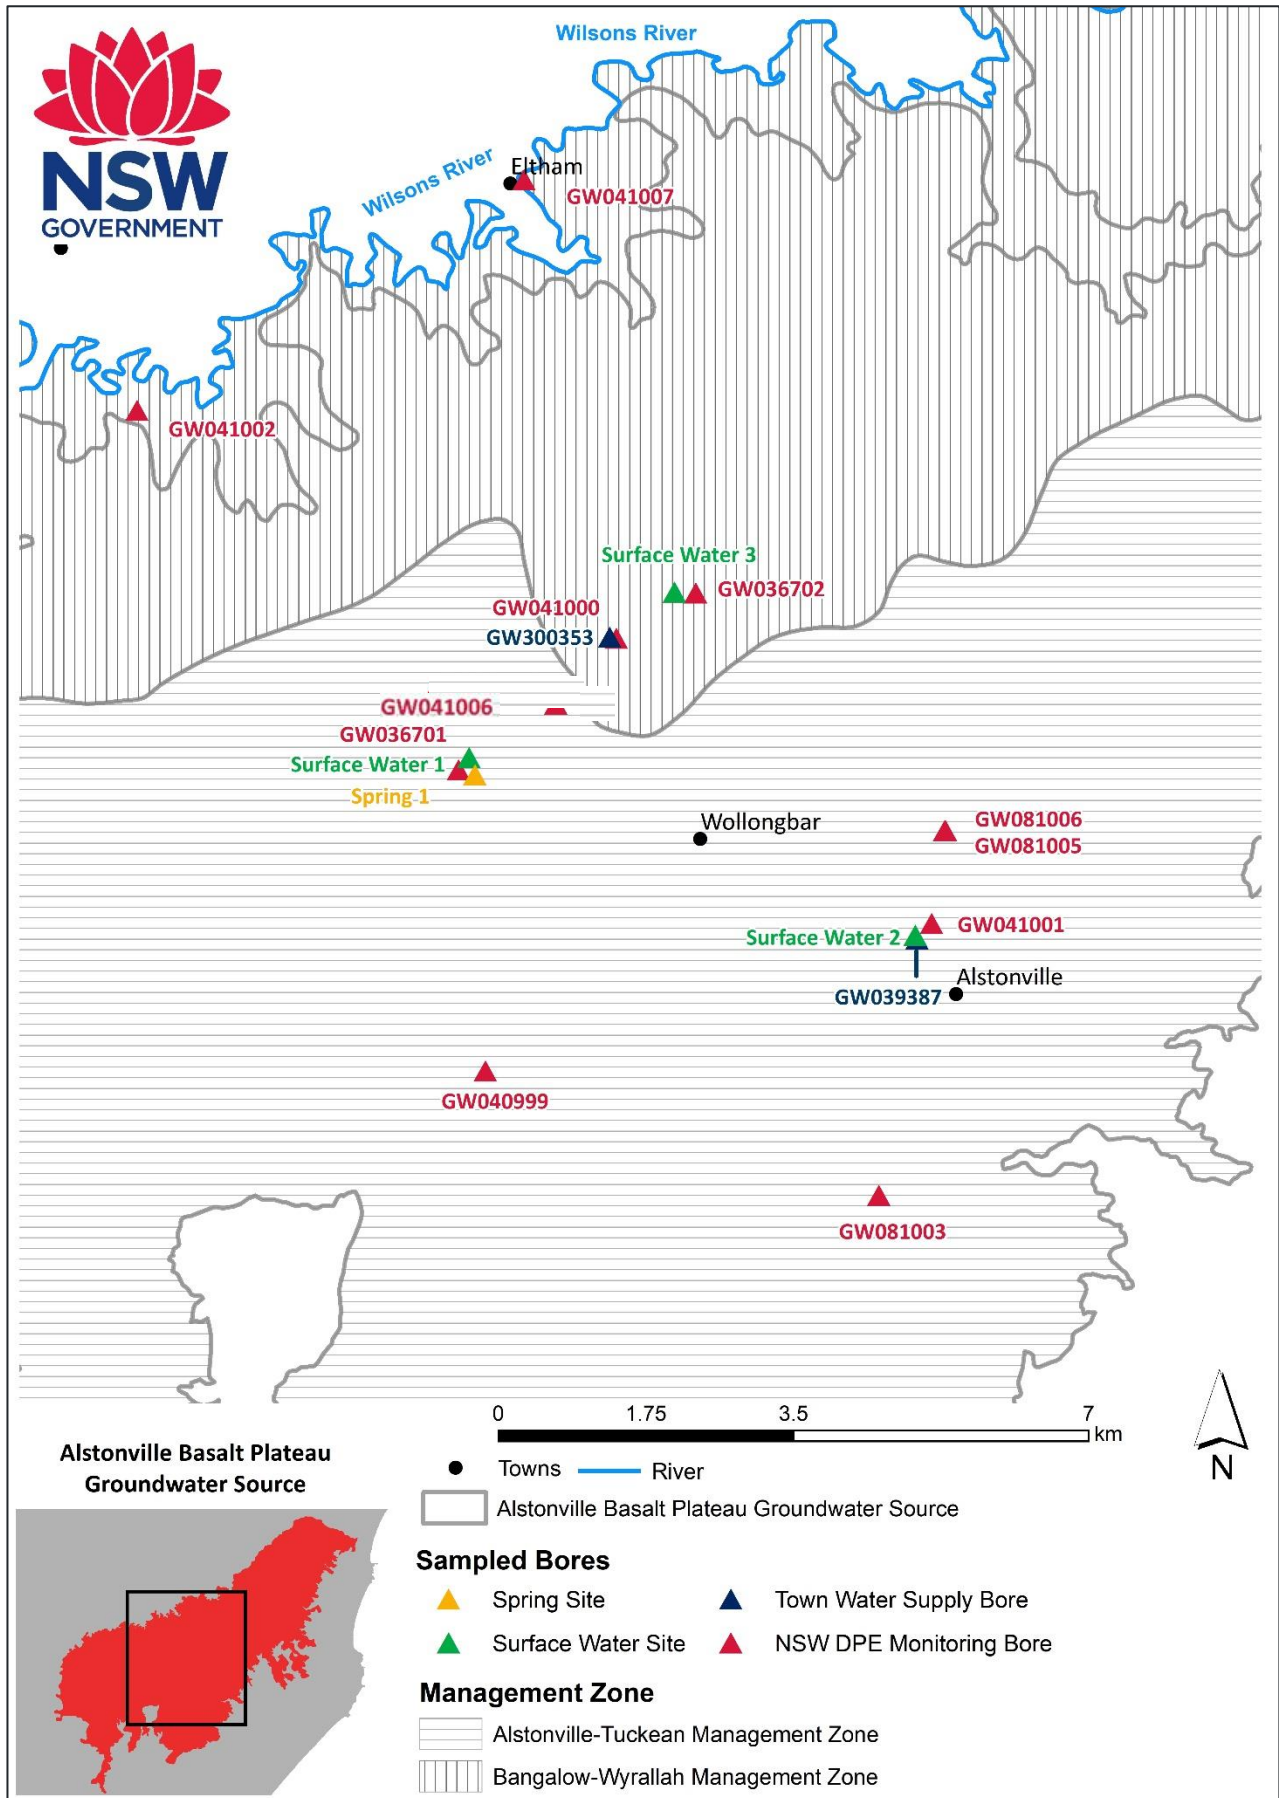 Wilsons River
NSW
GOVERNMENT
Wilsons River
Eltham
GW041007
GW041002
Surface Water 3
GW036702
GW041000
GW300353
GW041006
GW036701
Surface Water 1
Spring 1
Wollongbar
GW081006
GW081005
GW041001
Surface Water 2
GW039387
Alstonville
GW040999
GW081003
0 1.75 3.5 7
km
N
Alstonville Basalt Plateau
Groundwater Source
Towns River
Alstonville Basalt Plateau Groundwater Source
Sampled Bores
Spring Site Town Water Supply Bore
Surface Water Site NSW DPE Monitoring Bore
Management Zone
Alstonville-Tuckean Management Zone
Bangalow-Wyrallah Management Zone